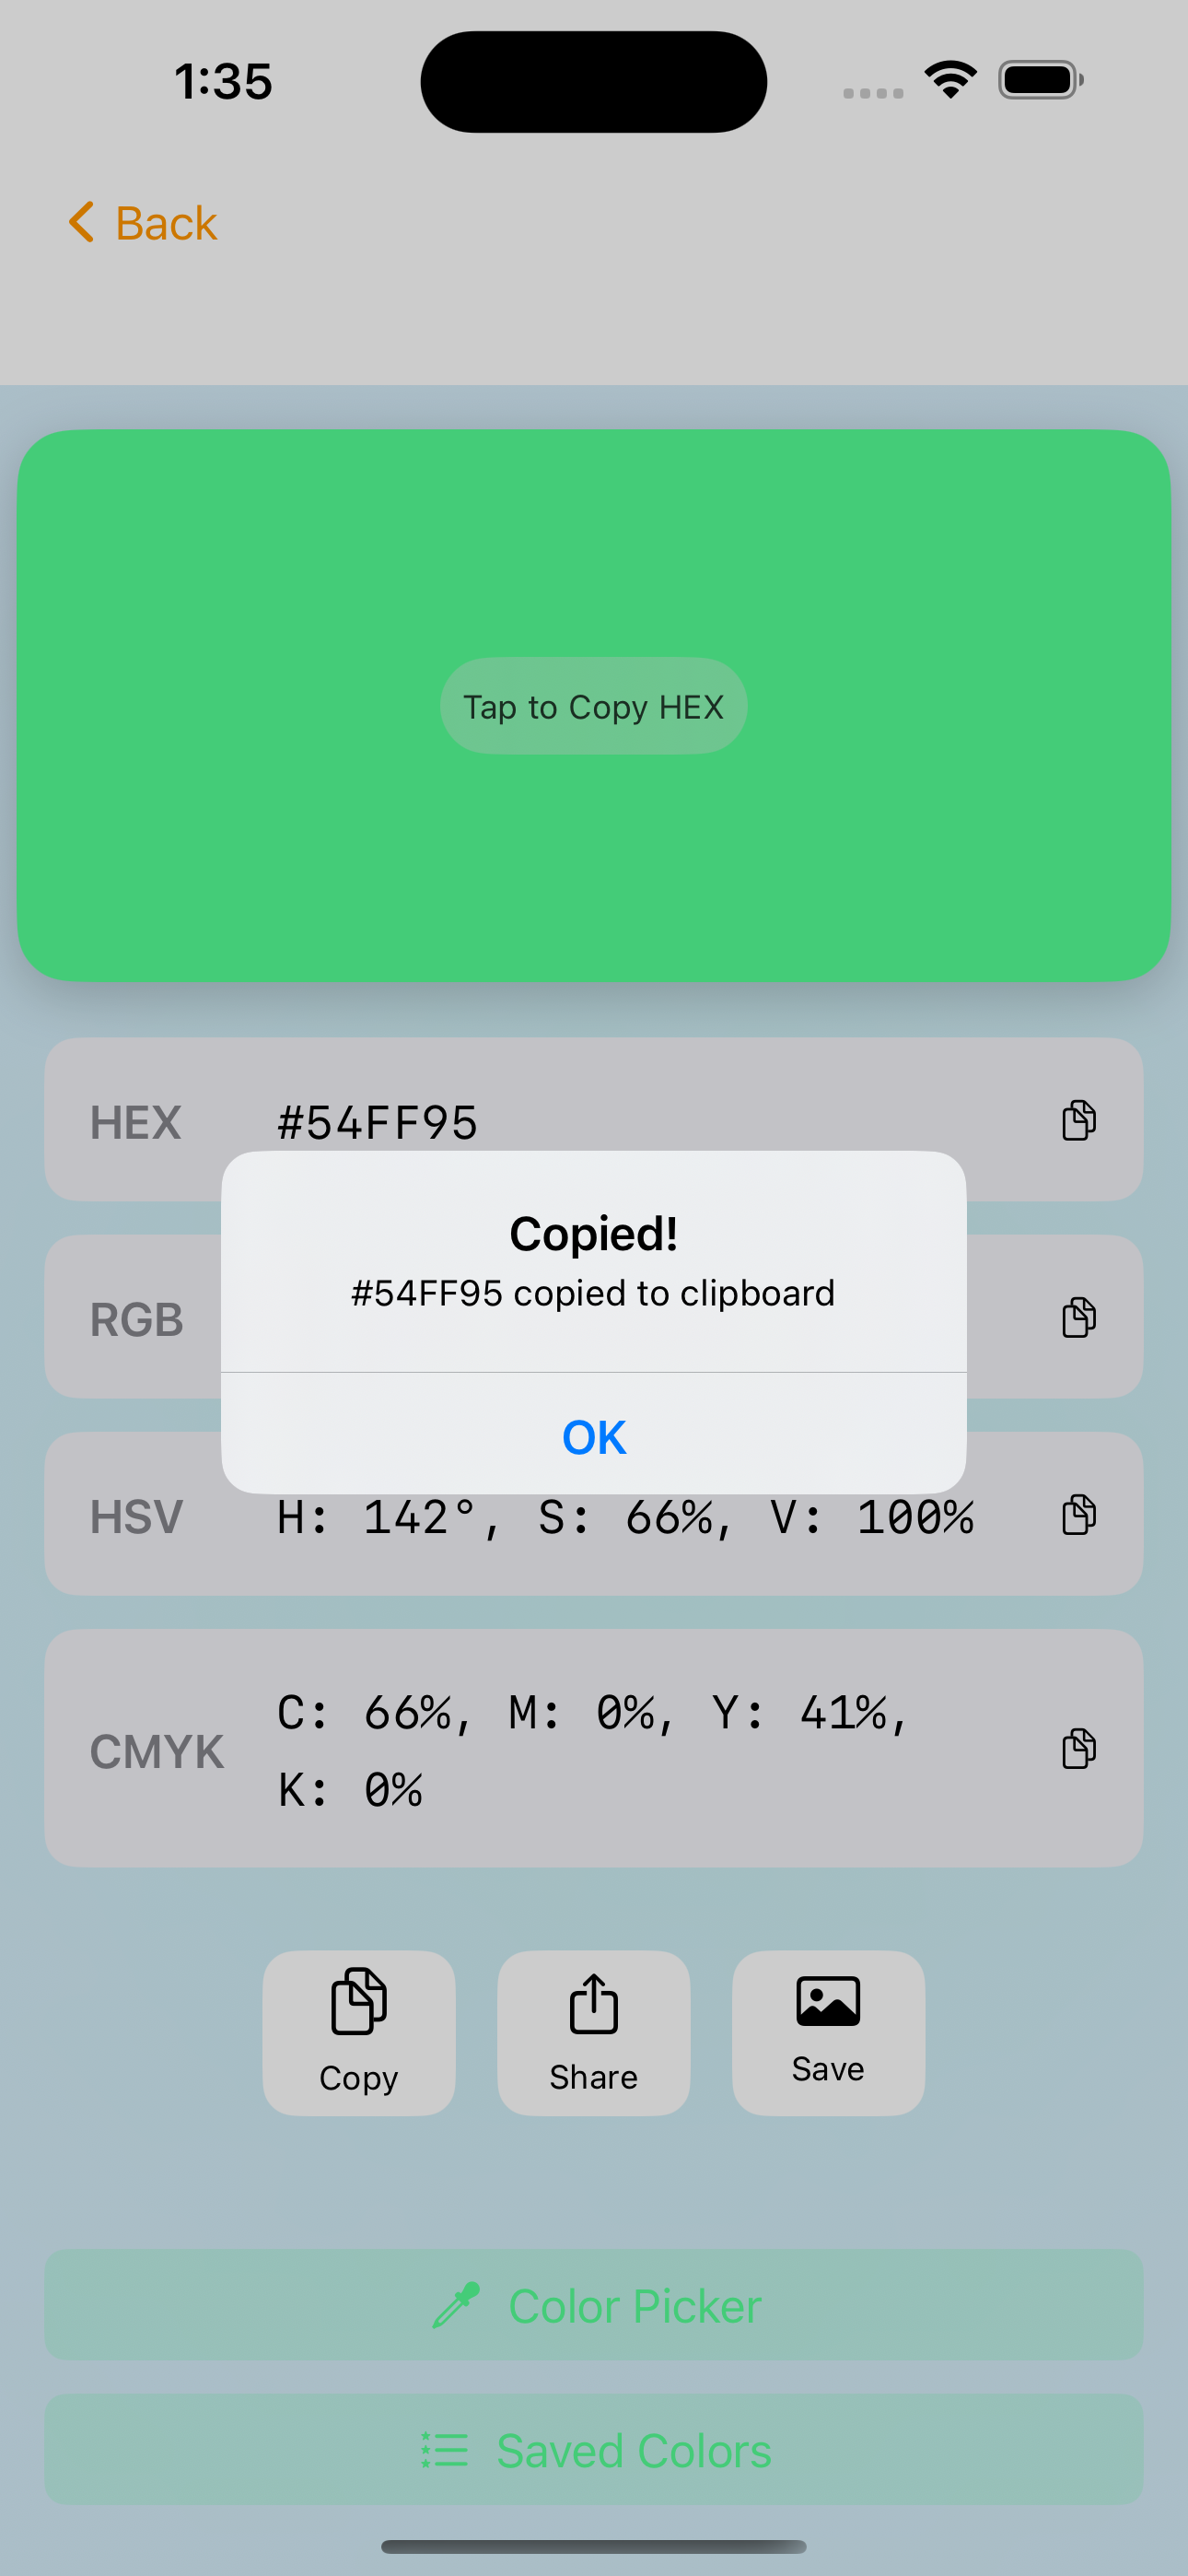 1:35
Back
Tap to Copy HEX
HEX #54FF95
Copied!
#54FF95 copied to clipboard
RGB
OK
HSV H: 142°, S: 66%, V: 100%
C: 66%, M: 0%, Y: 41%,
CMYK
K: 0%
Copy Share Save
Color Picker
Saved Colors